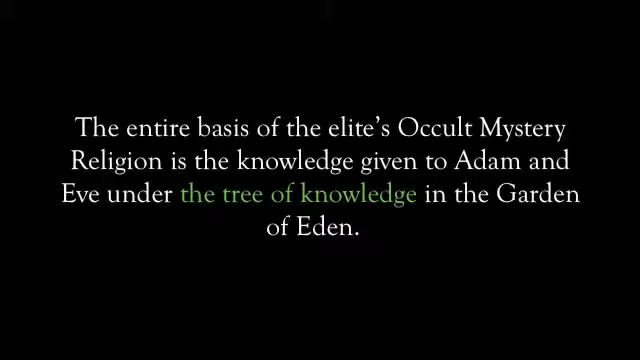 The entire basis of the elite’s Occult Mystery
Religion is the knowledge given to Adam and
Eve under the tree of knowledge in the Garden
of Eden.